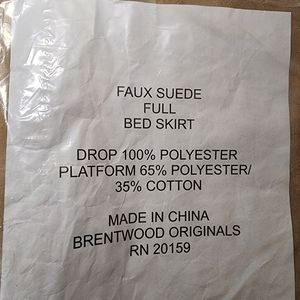 FAUX SUEDE
FULL
BED SKIRT
DROP 100% POLYESTER
PLATFORM 65% POLYESTER/
35% COTTON
MADE IN CHINA
BRENTWOOD ORIGINALS
RN 20159